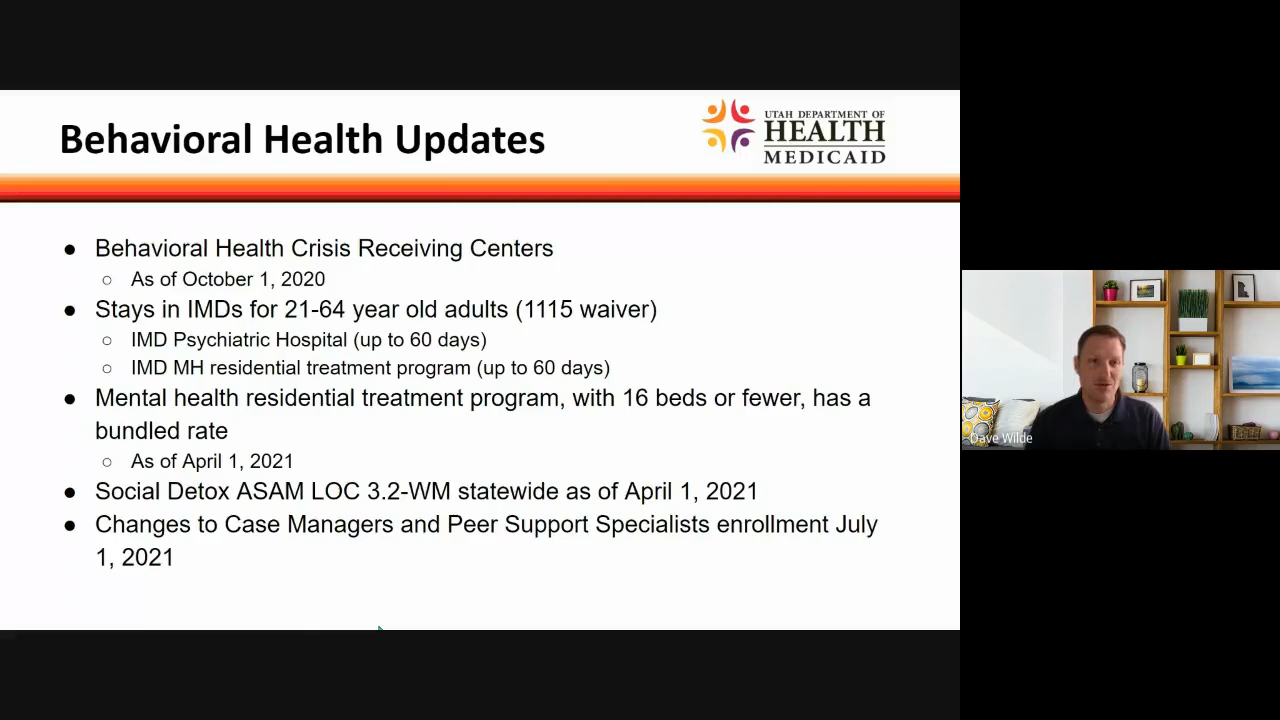 Behavioral Health Updates
UTAH DEPARTMENT OF
HEALTH
MEDICAID
● Behavioral Health Crisis Receiving Centers
○ As of October 1, 2020
● Stays in IMDs for 21-64 year old adults (1115 waiver)
○ IMD Psychiatric Hospital (up to 60 days)
○ IMD MH residential treatment program (up to 60 days)
● Mental health residential treatment program, with 16 beds or fewer, has a
bundled rate
○ As of April 1, 2021
● Social Detox ASAM LOC 3.2-WM statewide as of April 1, 2021
● Changes to Case Managers and Peer Support Specialists enrollment July
1, 2021
Dave Wilde